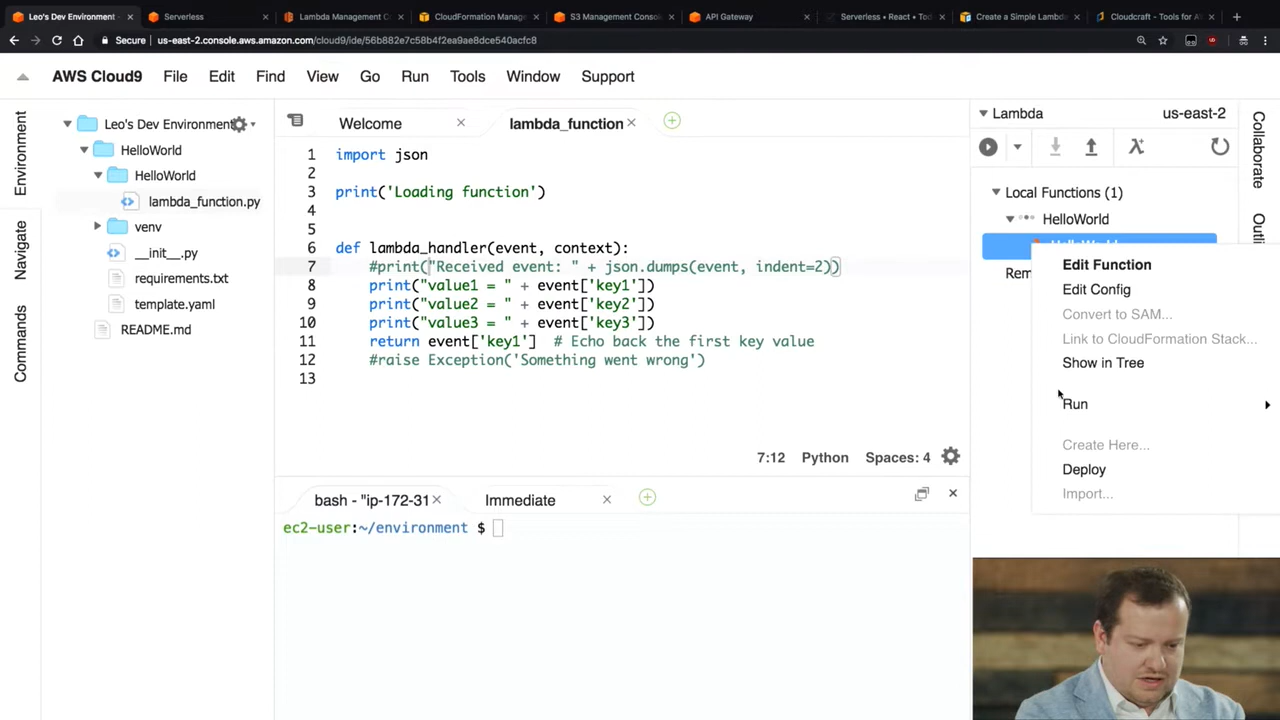 Leo's Dev Environment -
Serverless
Lambda Management C
CloudFormation Manage
S3 Management Conso
API Gateway
Serverless • React • Tod
Create a Simple Lambda
Cloudcraft - Tools for A
Secure
us-east-2.console.aws.amazon.com/cloud9/ide/56b882e7c58b4f2ea9ae8dce540acfc8
AWS Cloud9 File Edit Find View Go Run Tools Window Support
Environment
Navigate
Commands
Leo's Dev Environment
HelloWorld
HelloWorld
lambda_function.py
venv
__init__.py
requirements.txt
template.yaml
README.md
Welcome
lambda_function
1 import json
2
3 print('Loading function')
4
5
6 def lambda_handler(event, context):
7 #print("Received event: " + json.dumps(event, indent=2))
8 print("value1 = " + event['key1'])
9 print("value2 = " + event['key2'])
10 print("value3 = " + event['key3'])
11 return event['key1'] # Echo back the first key value
12 #raise Exception('Something went wrong')
13
7:12 Python Spaces: 4
bash - "ip-172-31
Immediate
ec2-user:~/environment $
Lambda us-east-2
Local Functions (1)
HelloWorld
HelloWorld
Rem
Edit Function
Edit Config
Convert to SAM...
Link to CloudFormation Stack...
Show in Tree
Run
Create Here...
Deploy
Import...
Collaborate
Outli